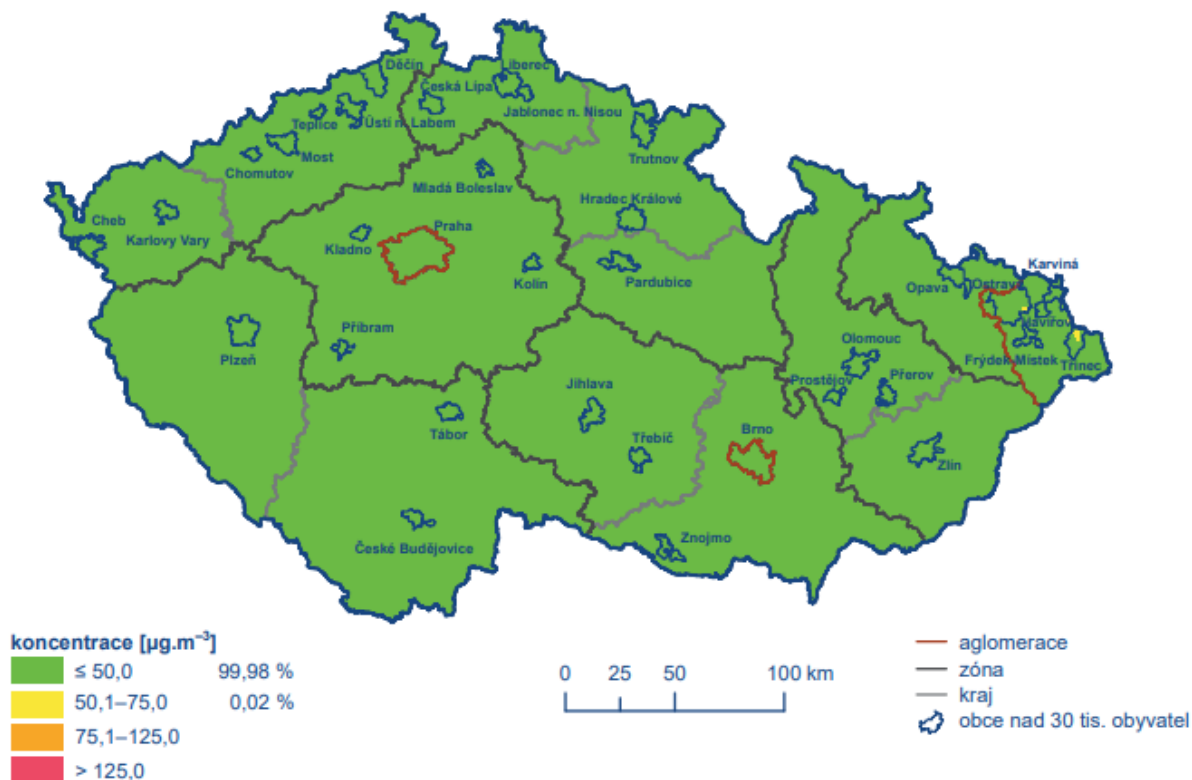 Děčín
Liberec
Česká Lípa
Jablonec n. Nisou
Teplice
Ústí n. Labem
Most
Chomutov
Trutnov
Mladá Boleslav
Hradec Králové
Cheb
Karlovy Vary
Kladno
Praha
Kolín
Pardubice
Karviná
Opava
Ostrava
Havířov
Příbram
Plzeň
Olomouc
Frýdek-Místek
Třinec
Jihlava
Prostějov
Přerov
Tábor
Třebíč
Brno
Zlín
České Budějovice
Znojmo
koncentrace [µg.m⁻³]
≤ 50,0 99,98 %
50,1–75,0 0,02 %
75,1–125,0
> 125,0
0 25 50 100 km
aglomerace
zóna
kraj
obce nad 30 tis. obyvatel